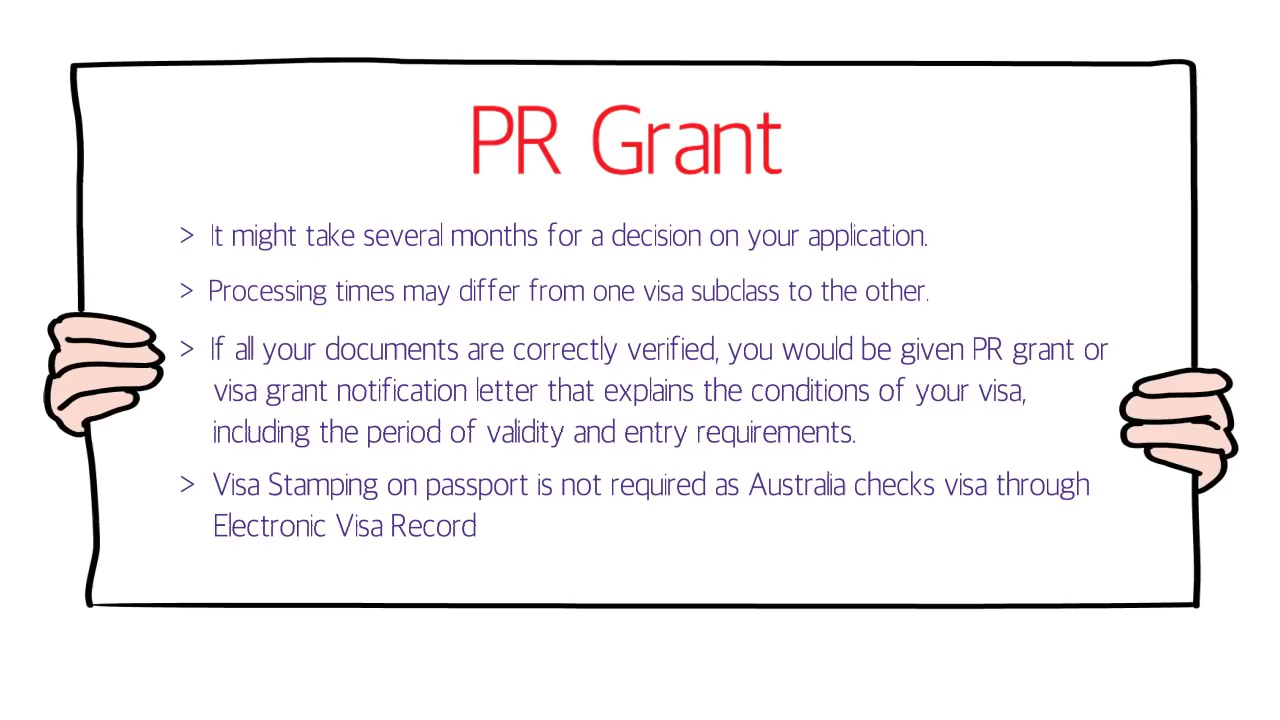 PR Grant
> It might take several months for a decision on your application.
> Processing times may differ from one visa subclass to the other.
> If all your documents are correctly verified, you would be given PR grant or
visa grant notification letter that explains the conditions of your visa,
including the period of validity and entry requirements.
> Visa Stamping on passport is not required as Australia checks visa through
Electronic Visa Record